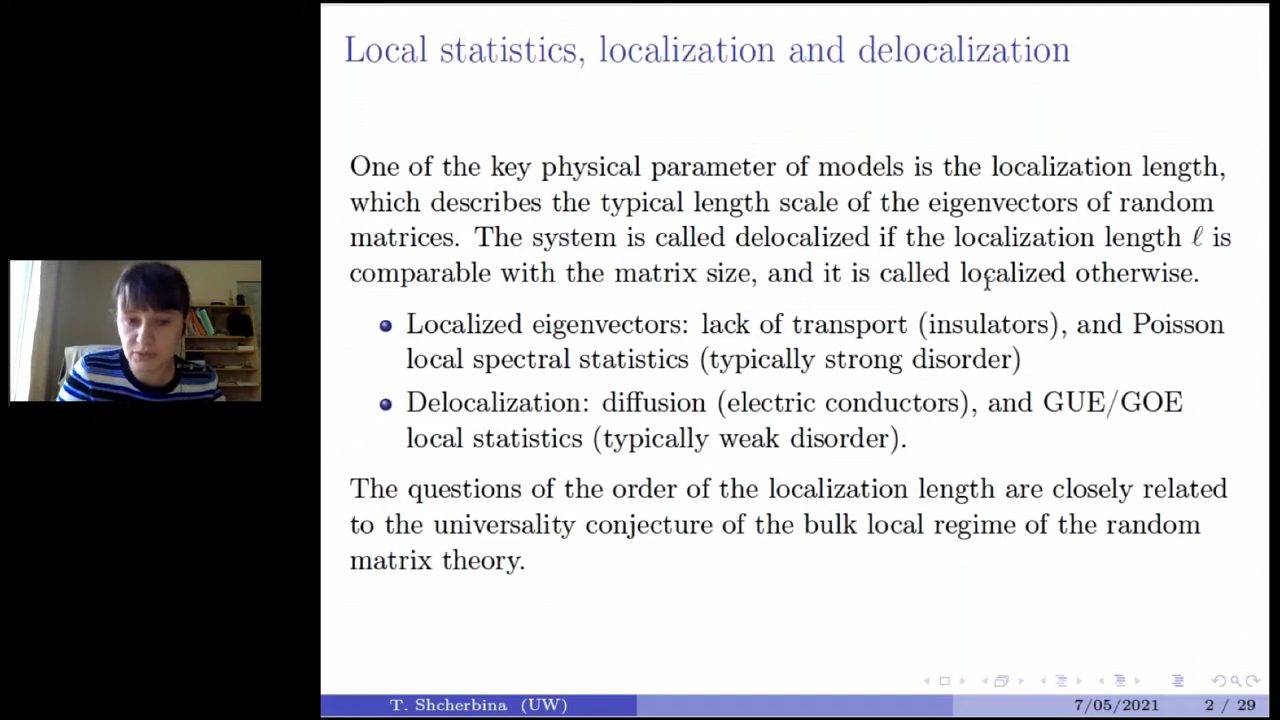 Local statistics, localization and delocalization
One of the key physical parameter of models is the localization length,
which describes the typical length scale of the eigenvectors of random
matrices. The system is called delocalized if the localization length ℓ is
comparable with the matrix size, and it is called localized otherwise.
Localized eigenvectors: lack of transport (insulators), and Poisson
local spectral statistics (typically strong disorder)
Delocalization: diffusion (electric conductors), and GUE/GOE
local statistics (typically weak disorder).
The questions of the order of the localization length are closely related
to the universality conjecture of the bulk local regime of the random
matrix theory.
T. Shcherbina (UW)
7/05/2021
2 / 29